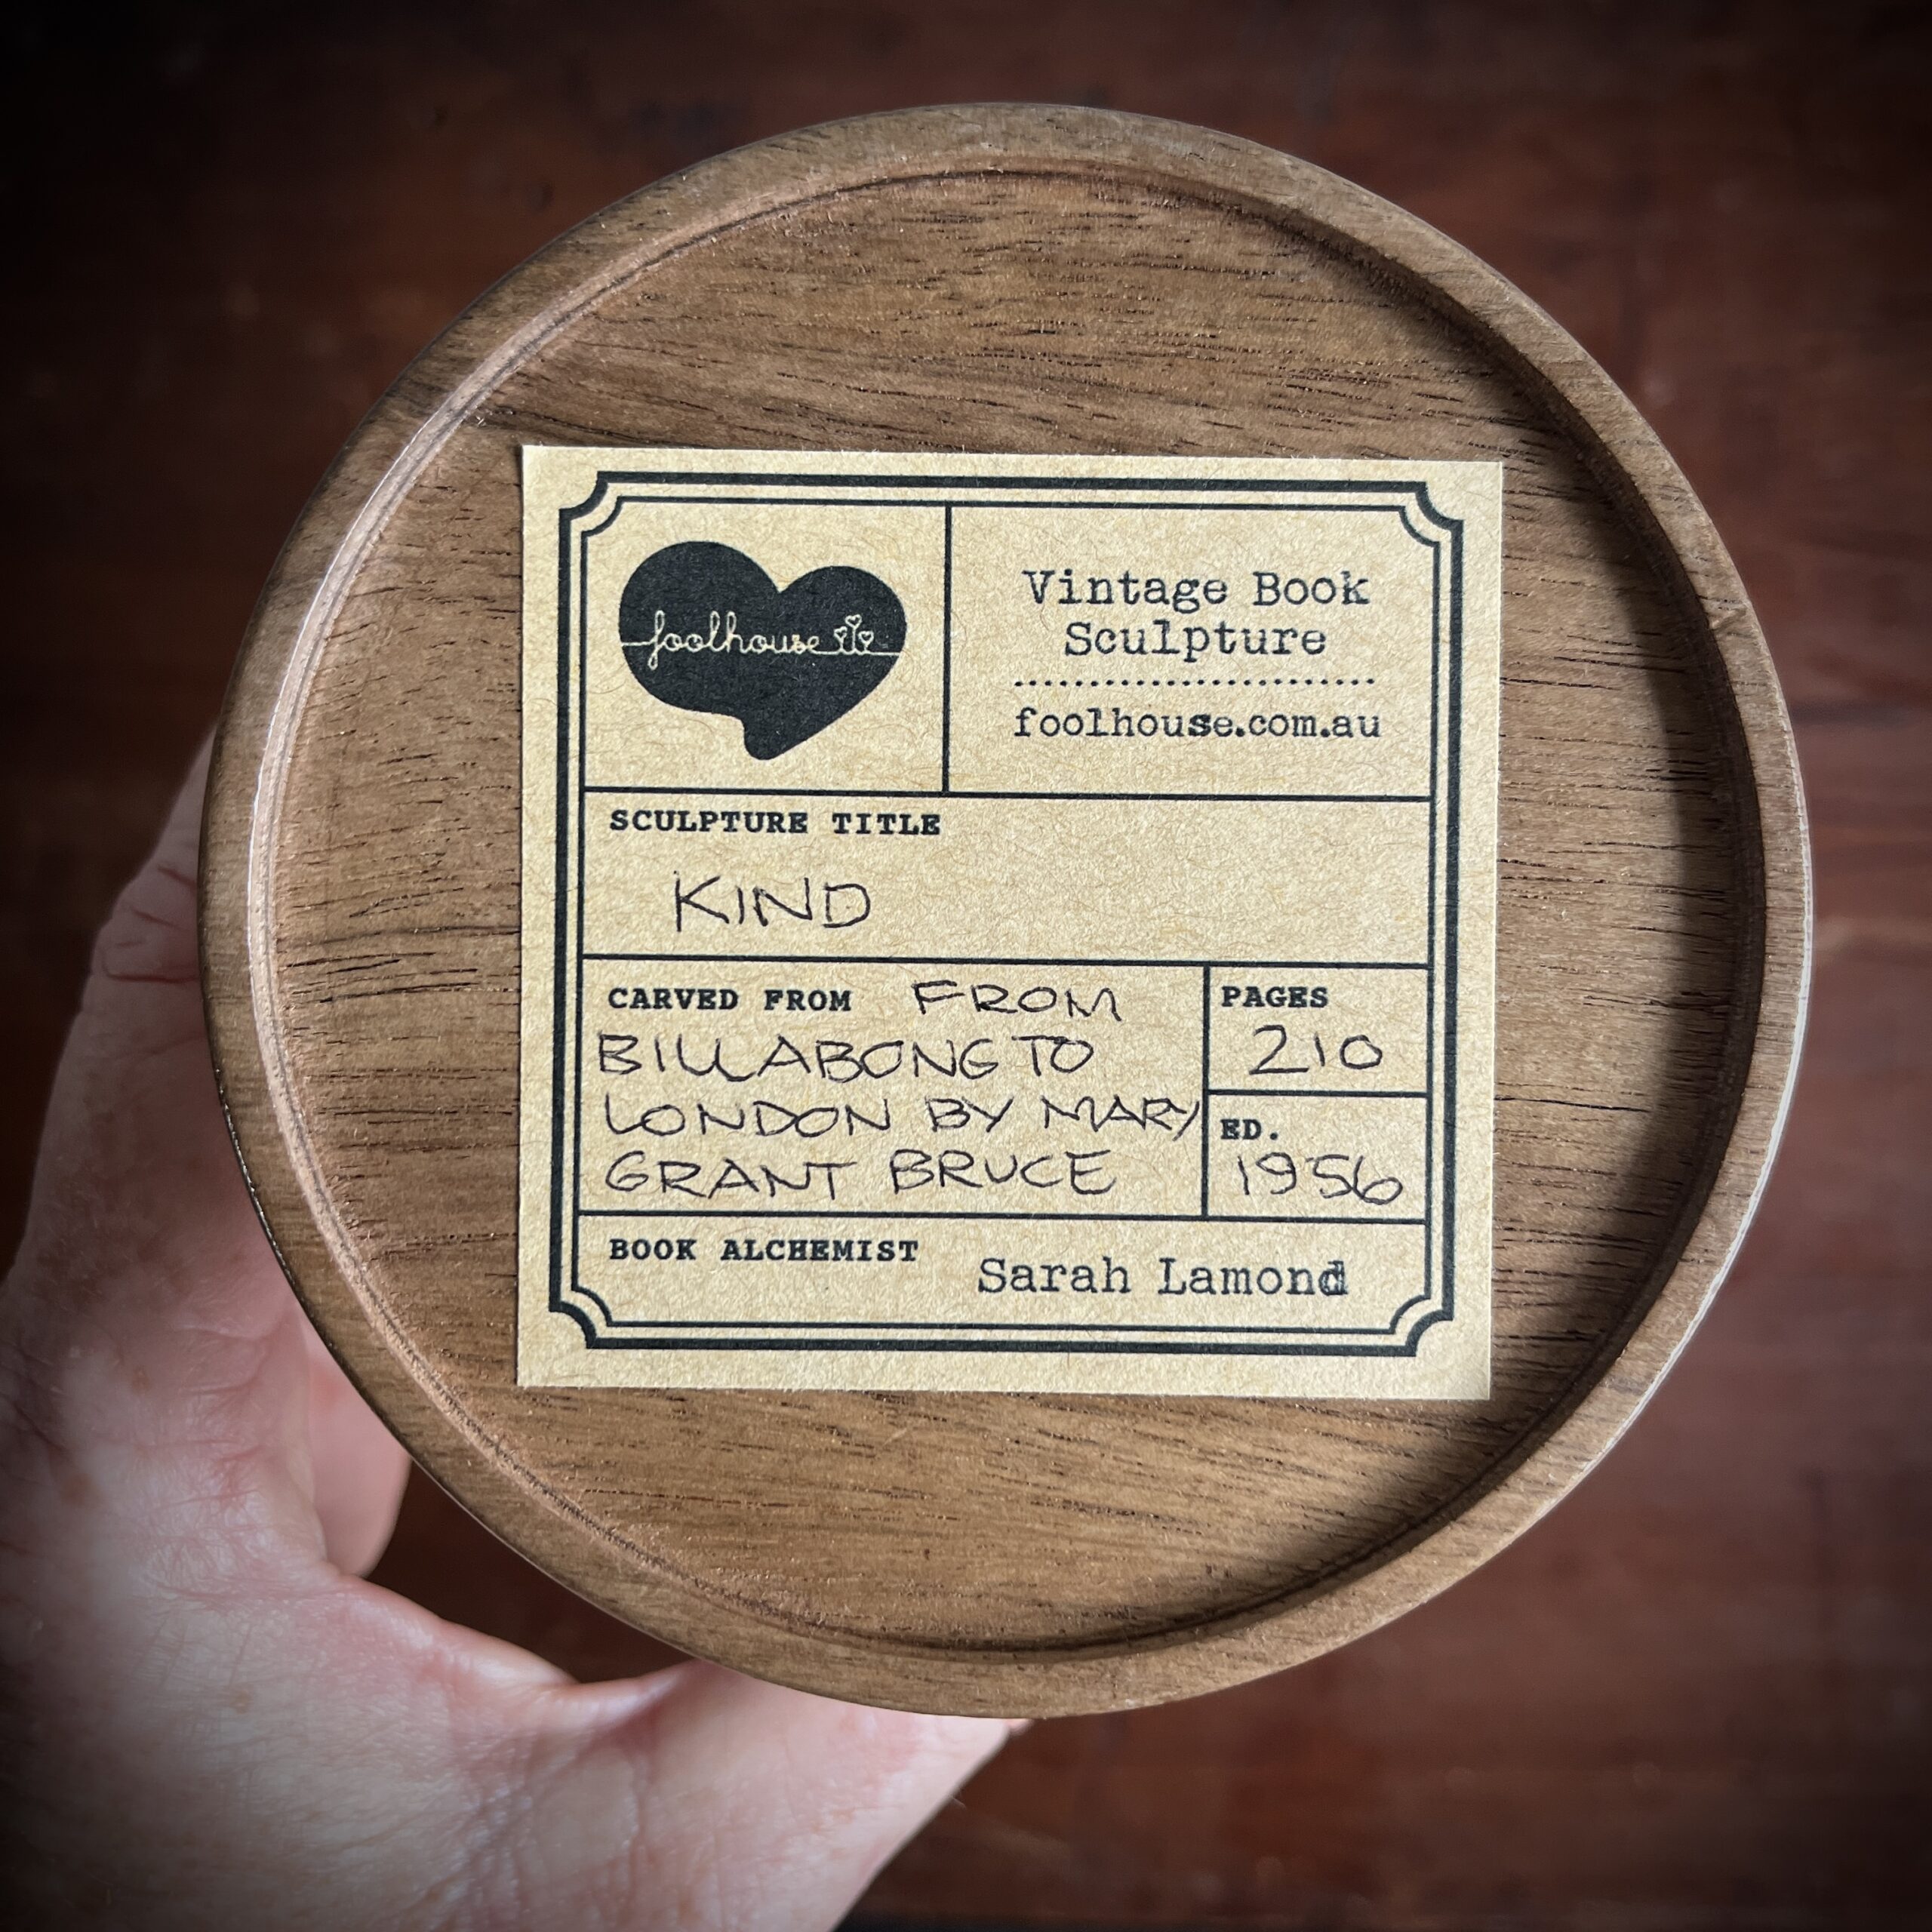 foolhouse
Vintage Book
Sculpture
foolhouse.com.au
SCULPTURE TITLE
KIND
CARVED FROM FROM
BILLABONG TO
LONDON BY MARY
GRANT BRUCE
PAGES
210
ED.
1956
BOOK ALCHEMIST Sarah Lamond